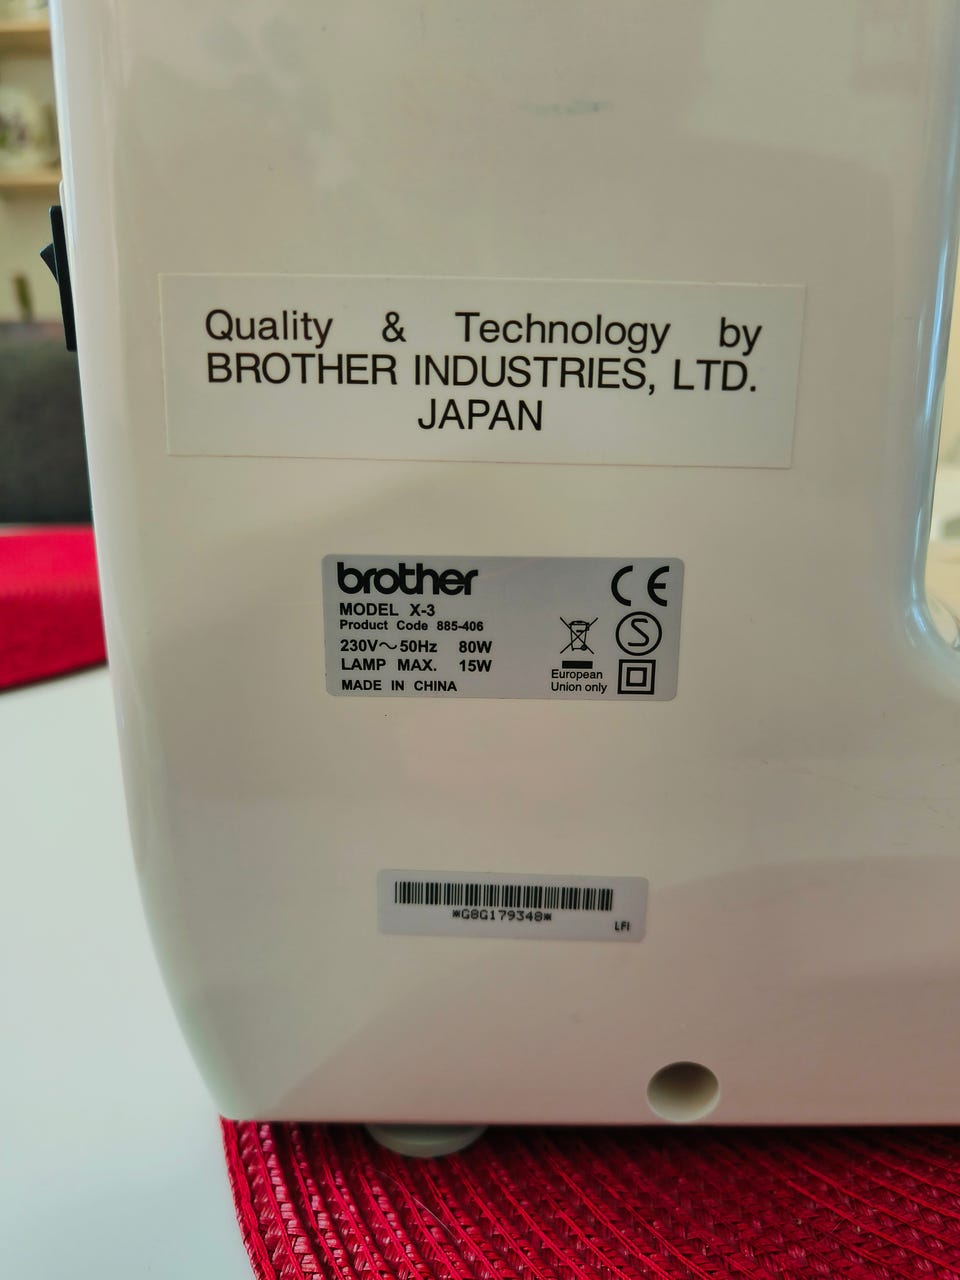 Quality & Technology by
BROTHER INDUSTRIES, LTD.
JAPAN
brother
CE
MODEL X-3
Product Code 885-406
S
230V～50Hz 80W
LAMP MAX. 15W
European
Union only
MADE IN CHINA
*G8G179348*
LFI